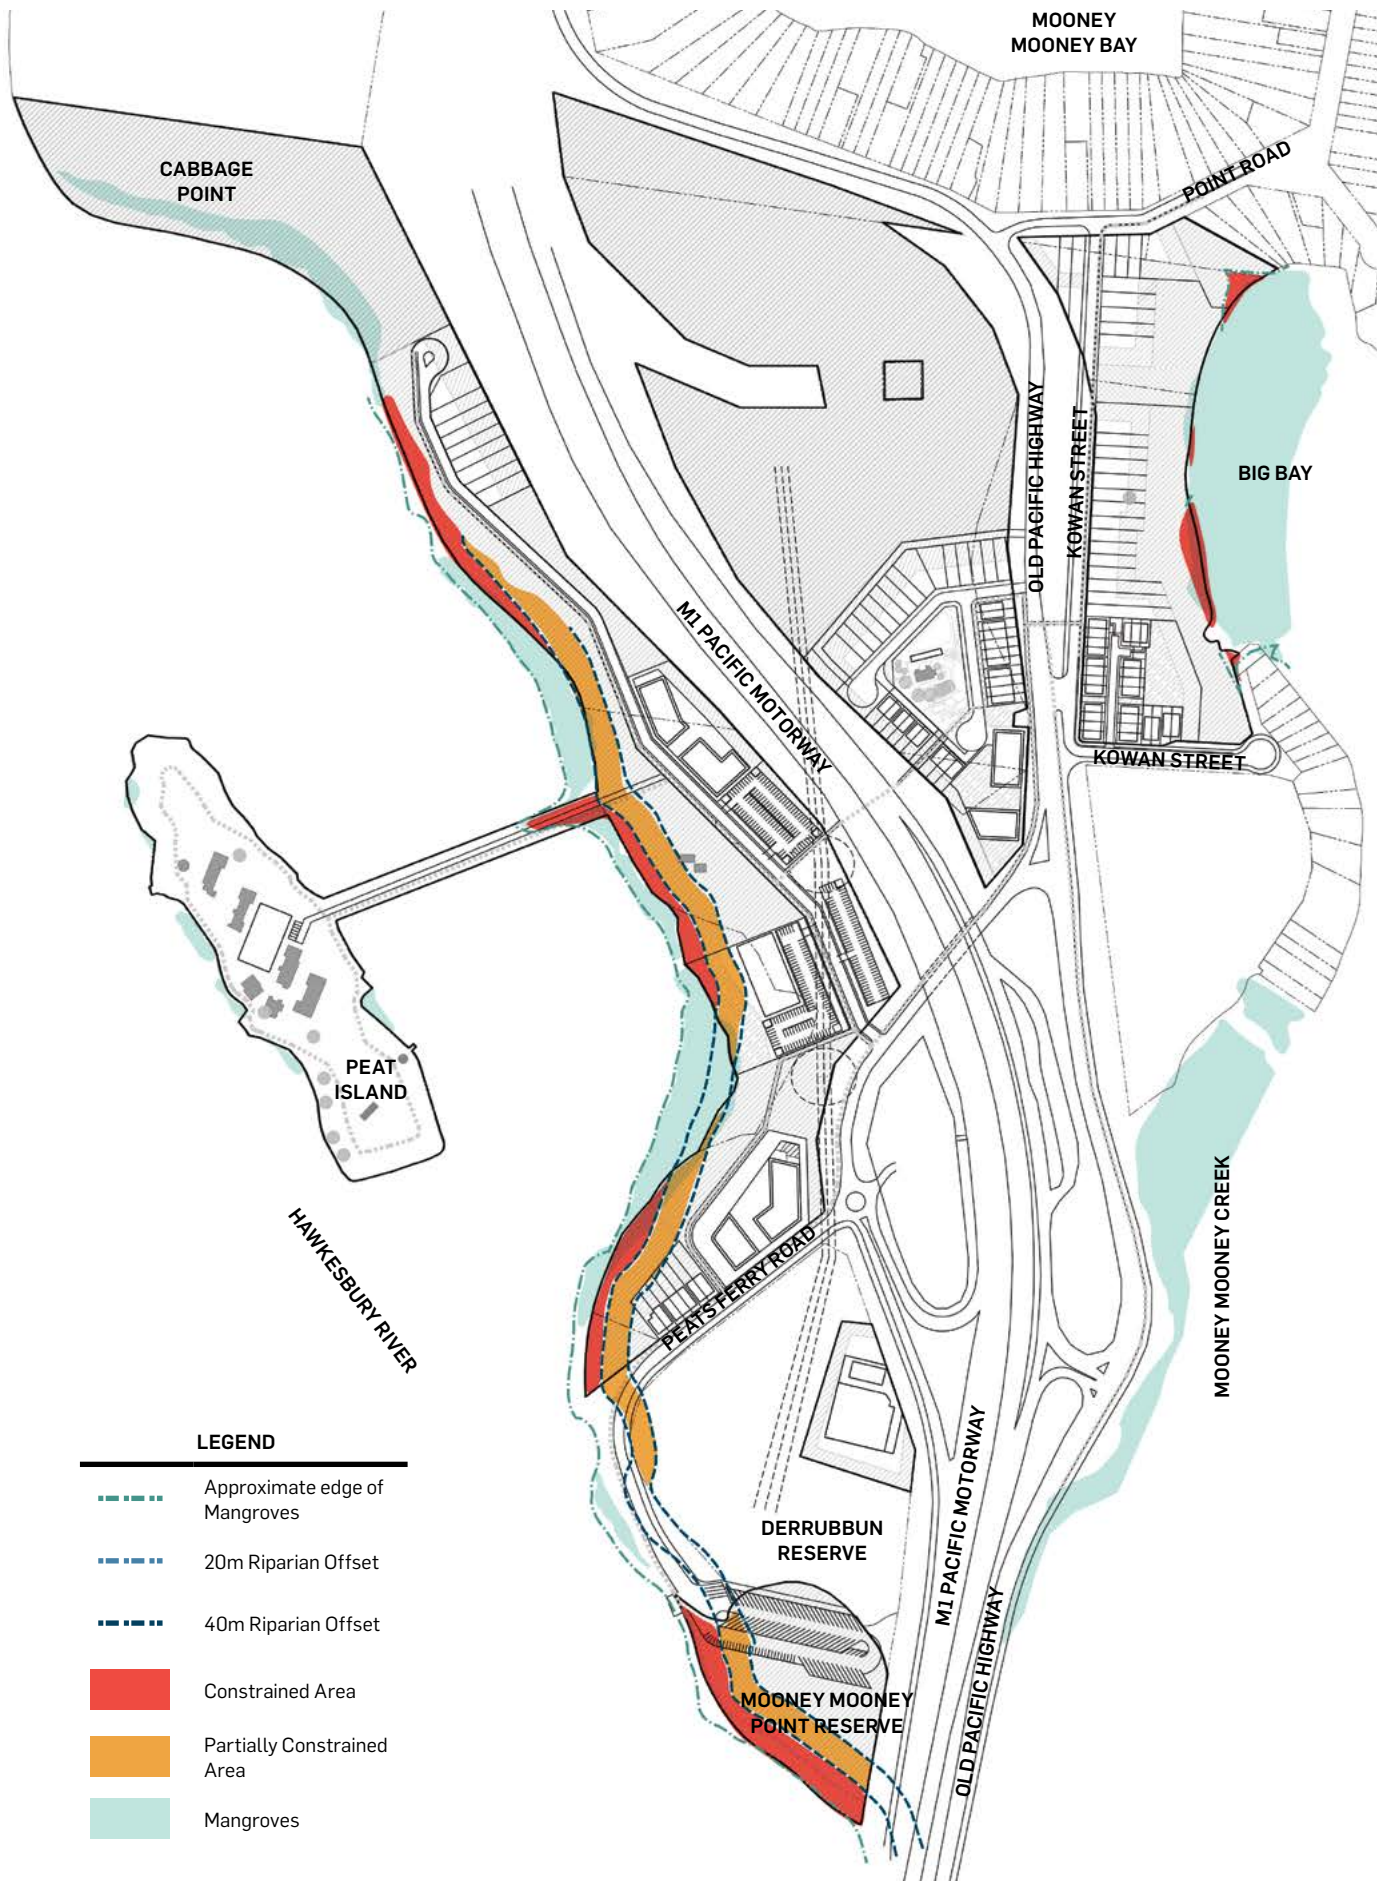 MOONEY
MOONEY BAY
CABBAGE
POINT
POINT ROAD
OLD PACIFIC HIGHWAY
KOWAN STREET
BIG BAY
M1 PACIFIC MOTORWAY
KOWAN STREET
PEAT
ISLAND
HAWKESBURY RIVER
MOONEY MOONEY CREEK
PEATS FERRY ROAD
DERRUBBUN
RESERVE
M1 PACIFIC MOTORWAY
OLD PACIFIC HIGHWAY
MOONEY MOONEY
POINT RESERVE
LEGEND
Approximate edge of
Mangroves
20m Riparian Offset
40m Riparian Offset
Constrained Area
Partially Constrained
Area
Mangroves